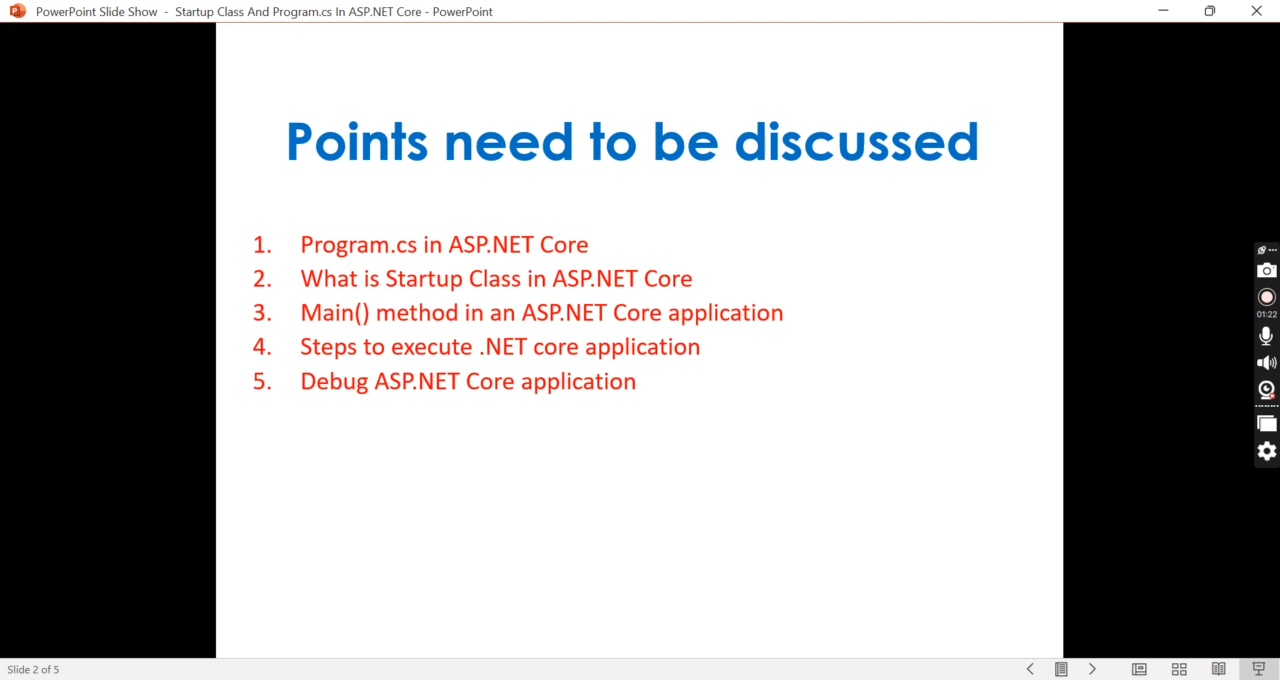 PowerPoint Slide Show - Startup Class And Program.cs In ASP.NET Core - PowerPoint
Points need to be discussed
1. Program.cs in ASP.NET Core
2. What is Startup Class in ASP.NET Core
3. Main() method in an ASP.NET Core application
4. Steps to execute .NET core application
5. Debug ASP.NET Core application
01:22
Slide 2 of 5